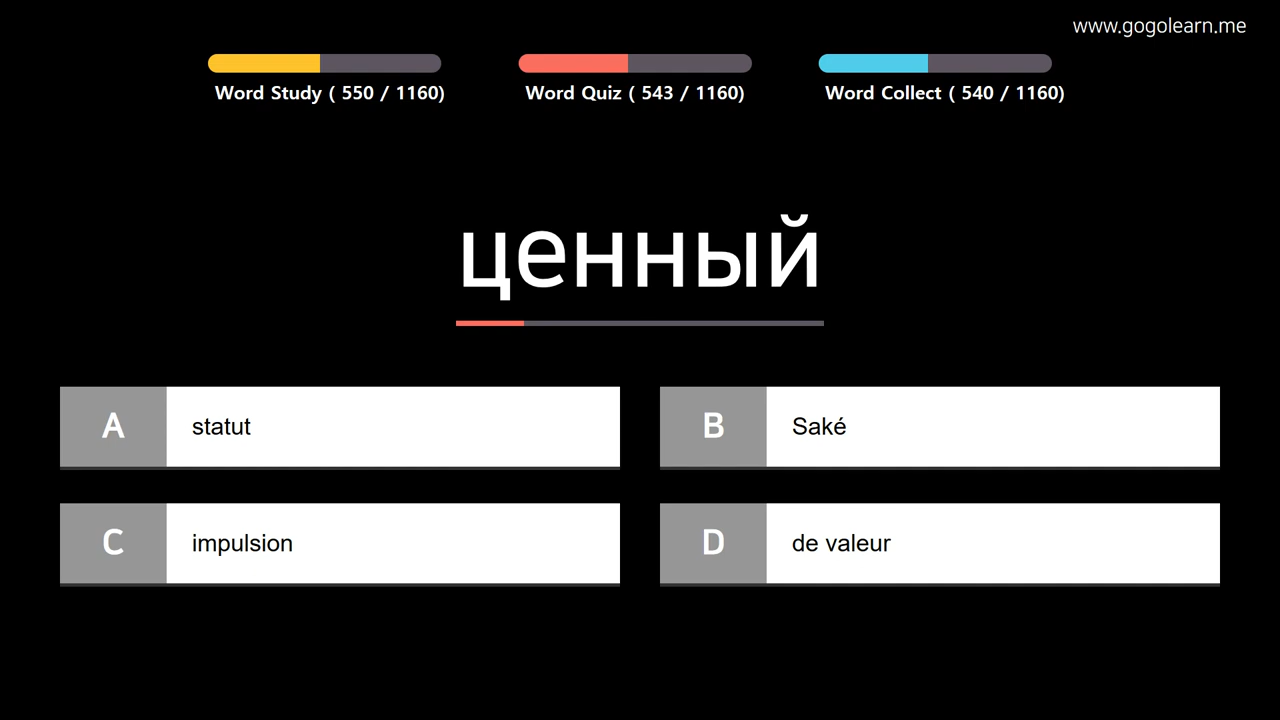 www.gogolearn.me
Word Study ( 550 / 1160)
Word Quiz ( 543 / 1160)
Word Collect ( 540 / 1160)
ценный
A statut
B Saké
C impulsion
D de valeur